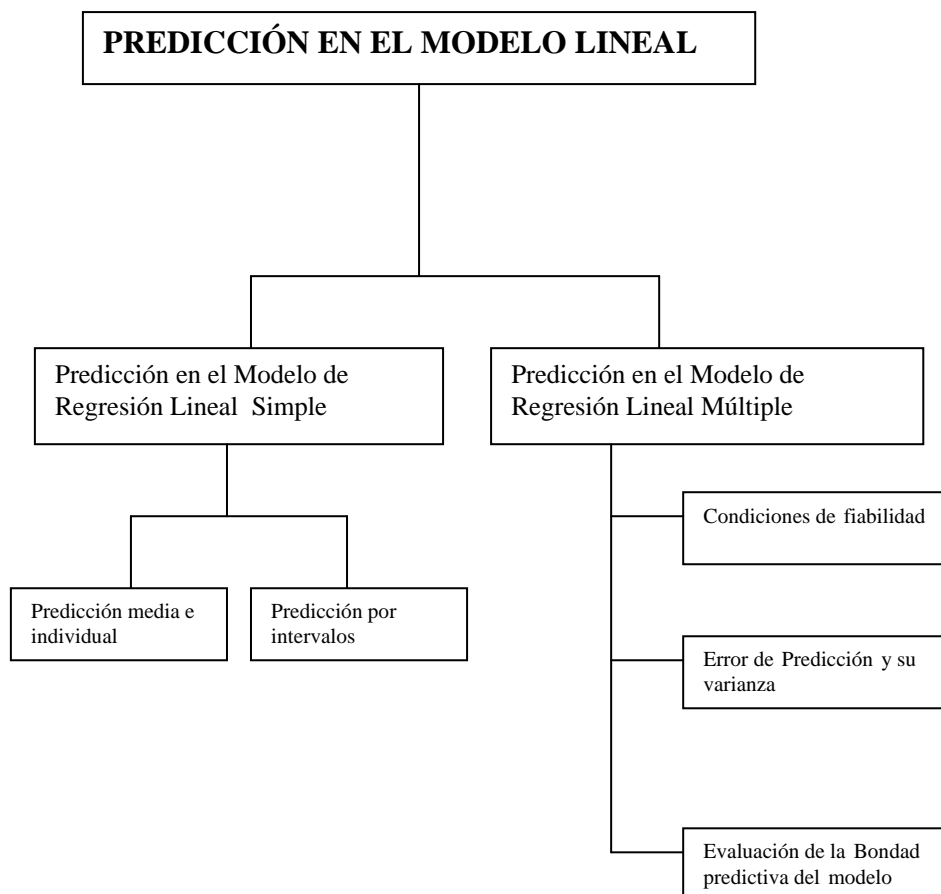 PREDICCIÓN EN EL MODELO LINEAL
Predicción en el Modelo de
Regresión Lineal Simple
Predicción en el Modelo de
Regresión Lineal Múltiple
Condiciones de fiabilidad
Predicción media e
individual
Predicción por
intervalos
Error de Predicción y su
varianza
Evaluación de la Bondad
predictiva del modelo